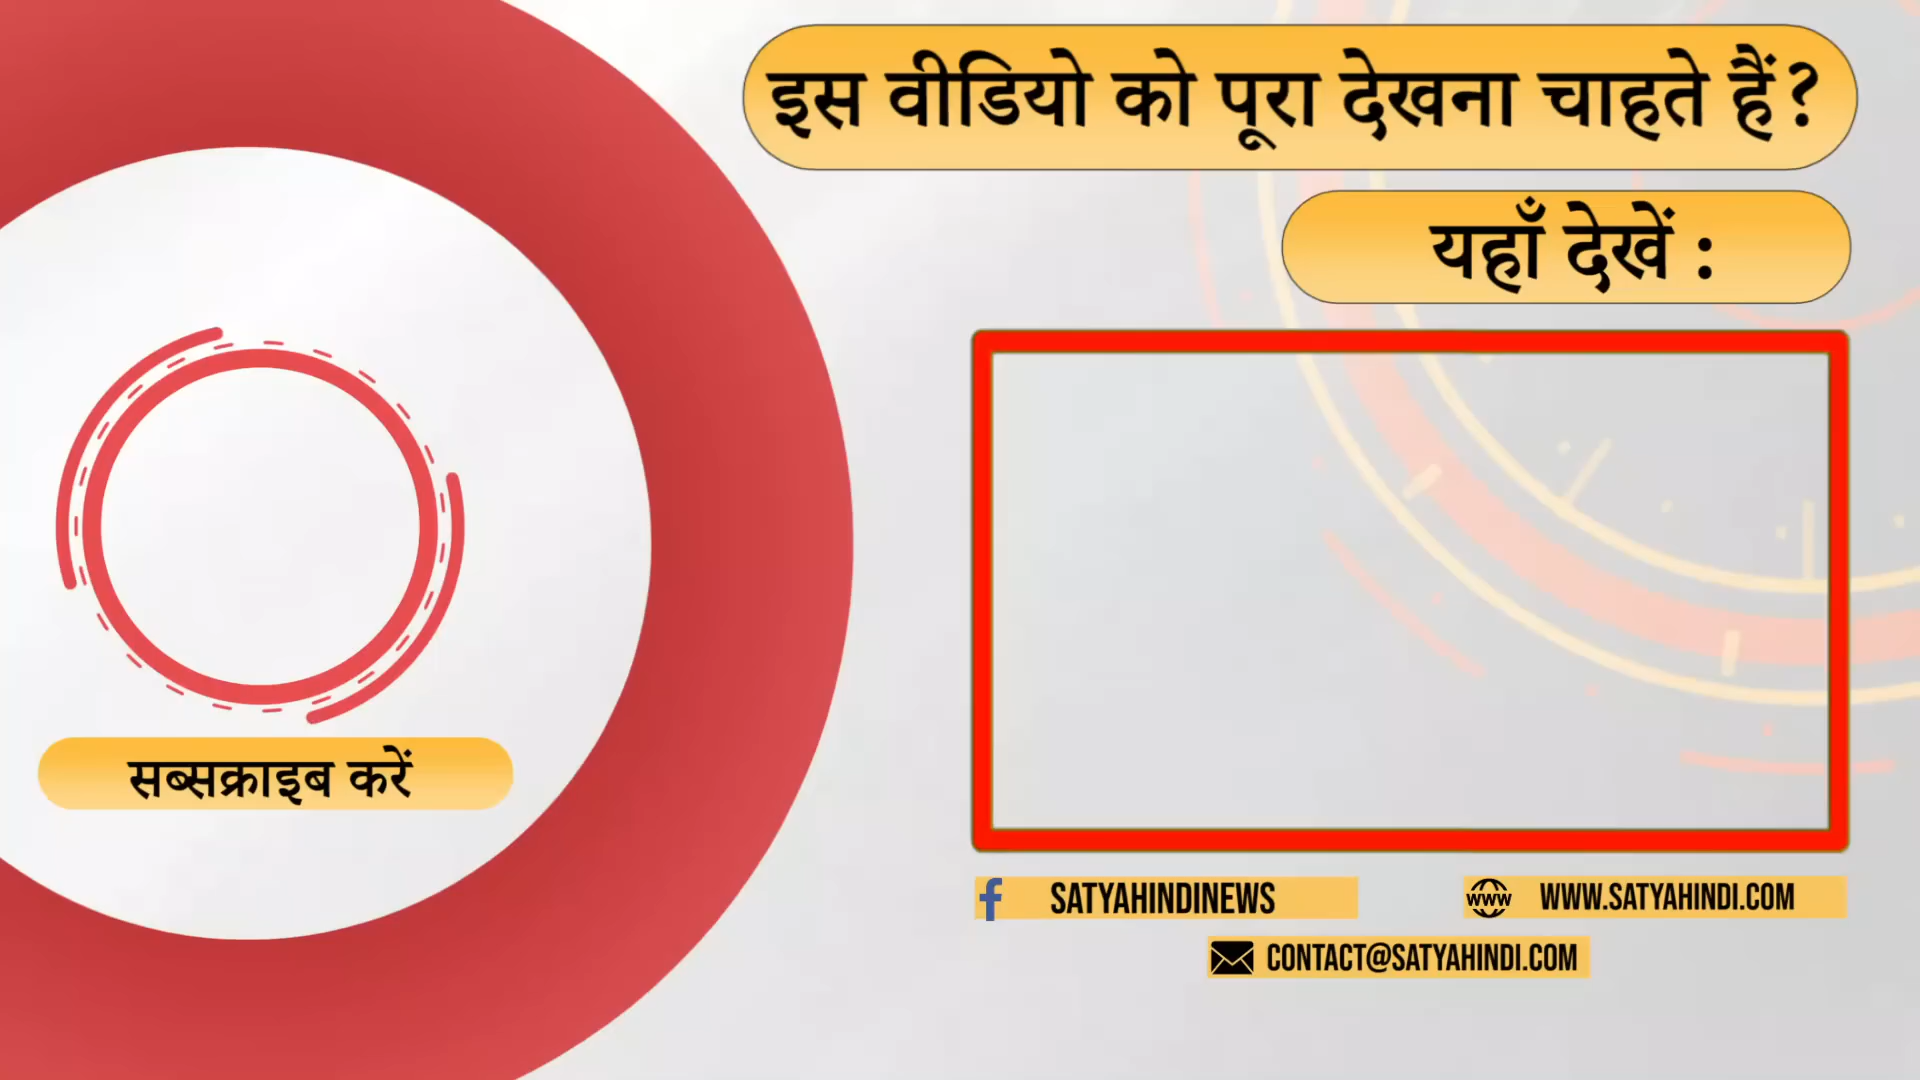 इस वीडियो को पूरा देखना चाहते हैं?
यहाँ देखें :
सब्सक्राइब करें
SATYAHINDINEWS
WWW.SATYAHINDI.COM
CONTACT@SATYAHINDI.COM